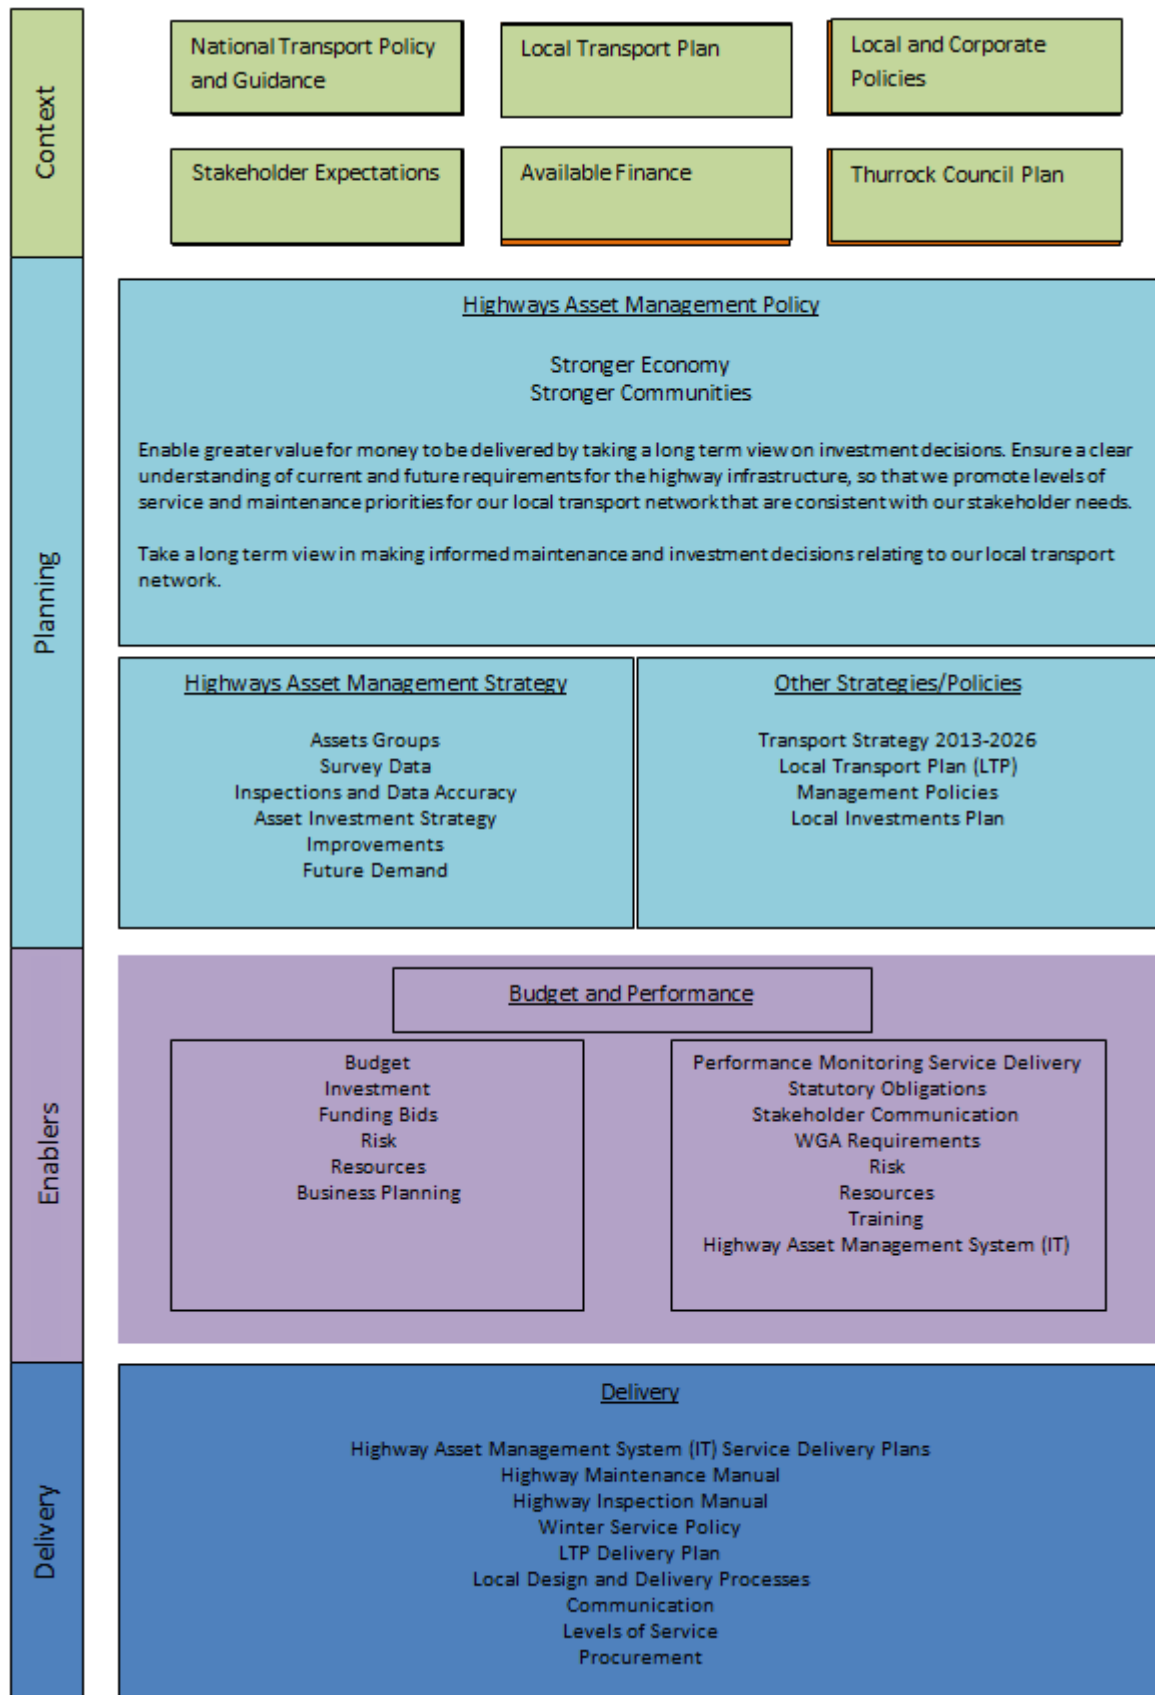 Context
National Transport Policy
and Guidance
Local Transport Plan
Local and Corporate
Policies
Stakeholder Expectations
Available Finance
Thurrock Council Plan
Planning
Highways Asset Management Policy
Stronger Economy
Stronger Communities
Enable greater value for money to be delivered by taking a long term view on investment decisions. Ensure a clear
understanding of current and future requirements for the highway infrastructure, so that we promote levels of
service and maintenance priorities for our local transport network that are consistent with our stakeholder needs.
Take a long term view in making informed maintenance and investment decisions relating to our local transport
network.
Highways Asset Management Strategy
Assets Groups
Survey Data
Inspections and Data Accuracy
Asset Investment Strategy
Improvements
Future Demand
Other Strategies/Policies
Transport Strategy 2013-2026
Local Transport Plan (LTP)
Management Policies
Local Investments Plan
Enablers
Budget and Performance
Budget
Investment
Funding Bids
Risk
Resources
Business Planning
Performance Monitoring Service Delivery
Statutory Obligations
Stakeholder Communication
WGA Requirements
Risk
Resources
Training
Highway Asset Management System (IT)
Delivery
Delivery
Highway Asset Management System (IT) Service Delivery Plans
Highway Maintenance Manual
Highway Inspection Manual
Winter Service Policy
LTP Delivery Plan
Local Design and Delivery Processes
Communication
Levels of Service
Procurement